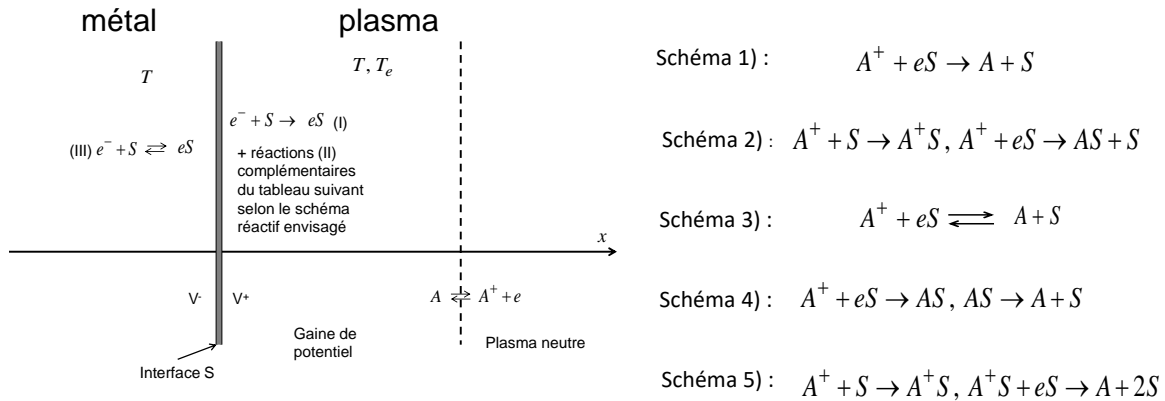 métal
plasma
T
T, Tₑ
e⁻ + S → eS (I)
(III) e⁻ + S ⇄ eS
+ réactions (II)
complémentaires
du tableau suivant
selon le schéma
réactif envisagé
x
V-
V+
A ⇄ A⁺ + e
Gaine de
potentiel
Plasma neutre
Interface S
Schéma 1) : A⁺ + eS → A + S
Schéma 2) : A⁺ + S → A⁺S, A⁺ + eS → AS + S
Schéma 3) : A⁺ + eS ⇄ A + S
Schéma 4) : A⁺ + eS → AS, AS → A + S
Schéma 5) : A⁺ + S → A⁺S, A⁺S + eS → A + 2S